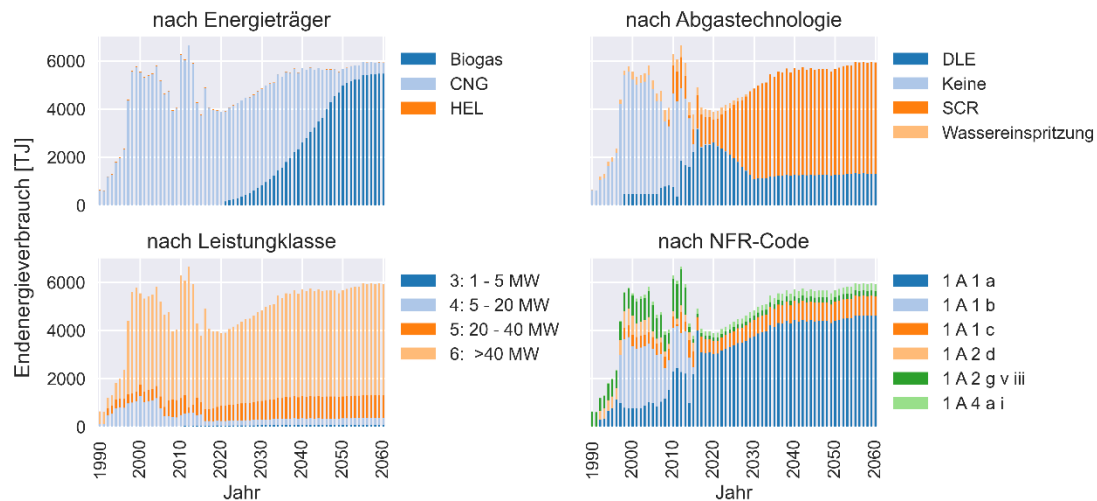 nach Energieträger
6000
4000
2000
0
Biogas
CNG
HEL
nach Abgastechnologie
DLE
Keine
SCR
Wassereinspritzung
Endenergieverbrauch [TJ]
nach Leistungklasse
6000
4000
2000
0
1990
2000
2010
2020
2030
2040
2050
2060
Jahr
3: 1 - 5 MW
4: 5 - 20 MW
5: 20 - 40 MW
6: >40 MW
nach NFR-Code
1990
2000
2010
2020
2030
2040
2050
2060
Jahr
1 A 1 a
1 A 1 b
1 A 1 c
1 A 2 d
1 A 2 g v iii
1 A 4 a i